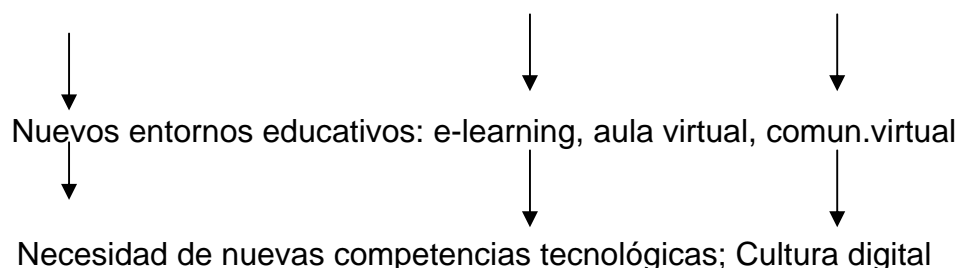 Nuevos entornos educativos: e-learning, aula virtual, comun.virtual
Necesidad de nuevas competencias tecnológicas; Cultura digital